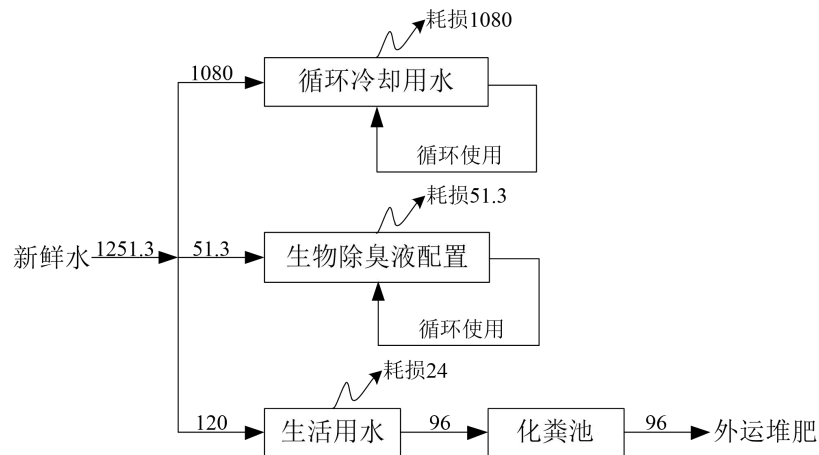 耗损1080
1080
循环冷却用水
循环使用
耗损51.3
新鲜水
1251.3
51.3
生物除臭液配置
循环使用
耗损24
120
生活用水
96
化粪池
96
外运堆肥